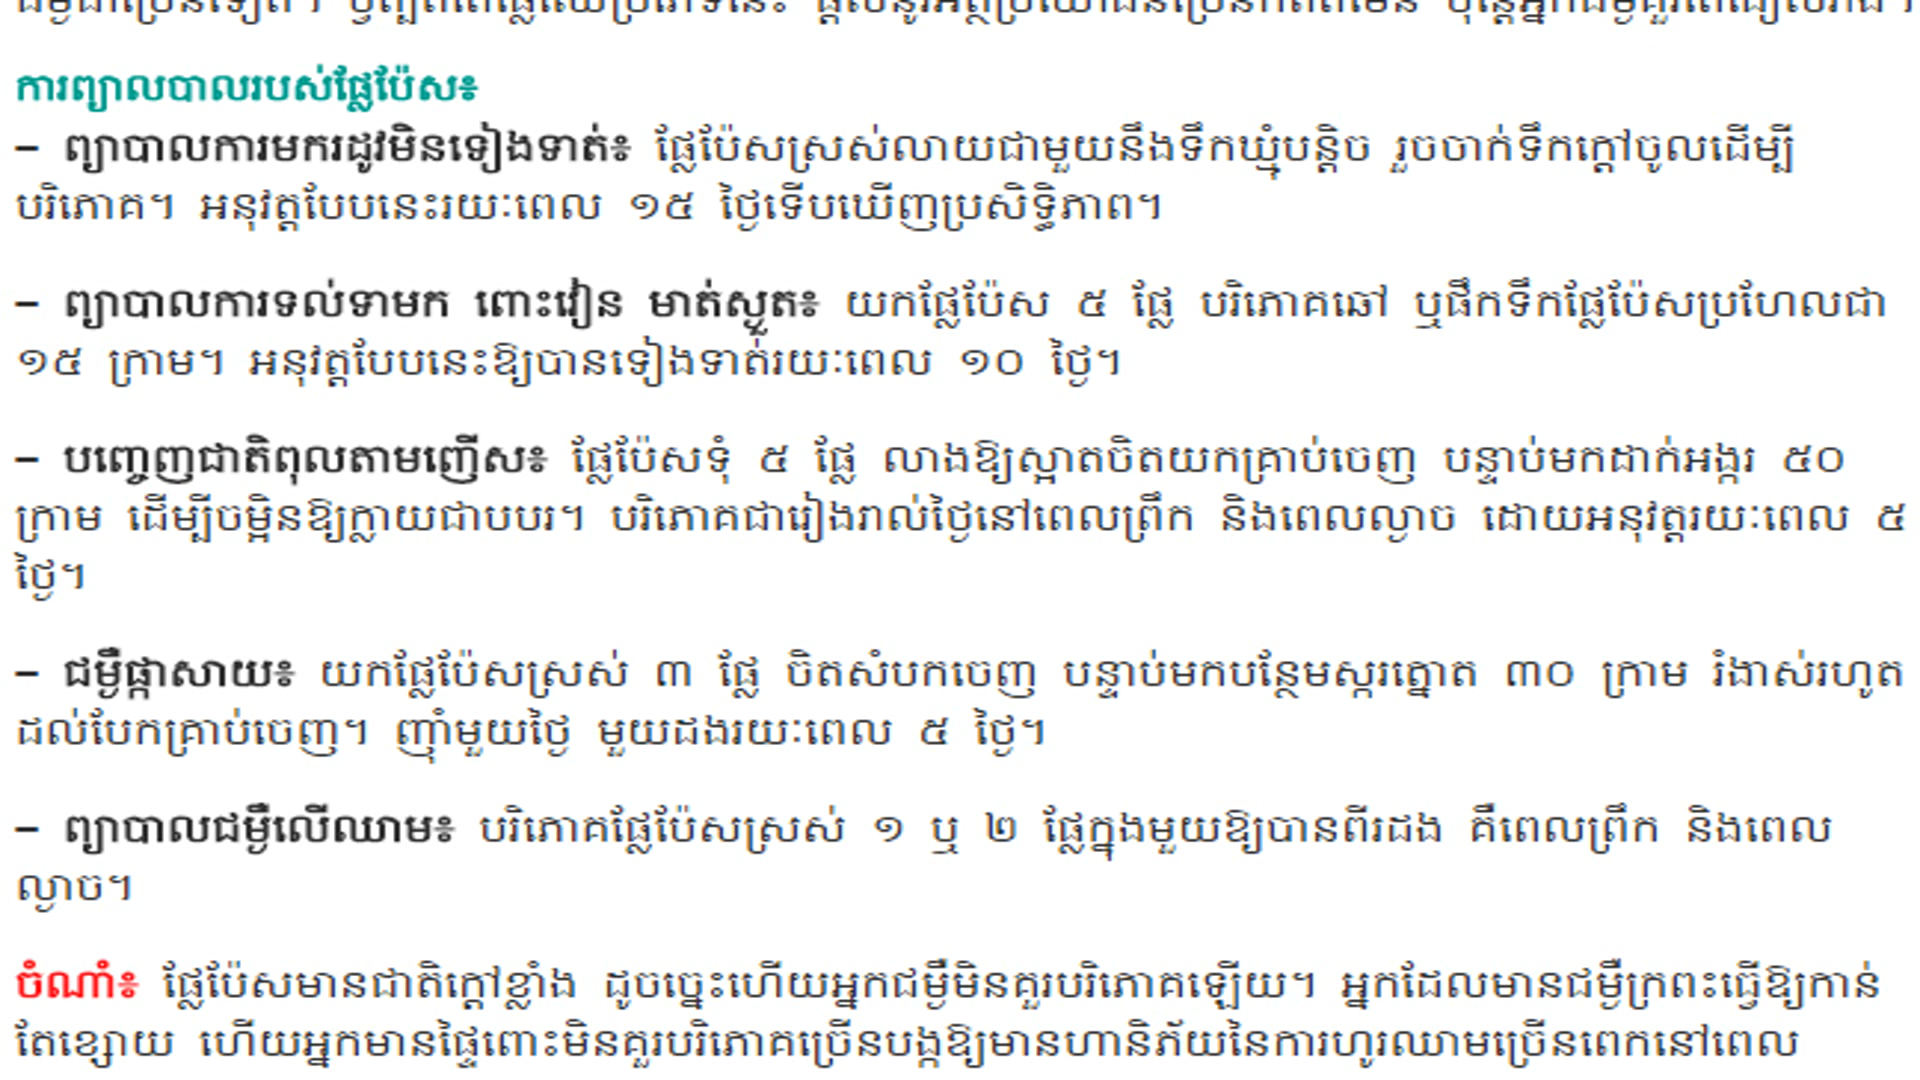 ការព្យាលបាលរបស់ផ្លែប៉ែស៖
– ព្យាបាលការមករដូវមិនទៀងទាត់៖ ផ្លែប៉ែសស្រស់លាយជាមួយនឹងទឹកឃ្មុំបន្តិច រួចចាក់ទឹកក្តៅចូលដើម្បី
បរិភោគ។ អនុវត្តបែបនេះរយៈពេល ១៥ ថ្ងៃទើបឃើញប្រសិទ្ធិភាព។
– ព្យាបាលការទល់ទាមក ពោះវៀន មាត់ស្ងួត៖ យកផ្លែប៉ែស ៥ ផ្លែ បរិភោគឆៅ ឬផឹកទឹកផ្លែប៉ែសប្រហែលជា
១៥ ក្រាម។ អនុវត្តបែបនេះឱ្យបានទៀងទាត់រយៈពេល ១០ ថ្ងៃ។
– បញ្ចេញជាតិពុលតាមញើស៖ ផ្លែប៉ែសទុំ ៥ ផ្លែ លាងឱ្យស្អាតចិតយកគ្រាប់ចេញ បន្ទាប់មកដាក់អង្ករ ៥០
ក្រាម ដើម្បីចម្អិនឱ្យក្លាយជាបបរ។ បរិភោគជារៀងរាល់ថ្ងៃនៅពេលព្រឹក និងពេលល្ងាច ដោយអនុវត្តរយៈពេល ៥
ថ្ងៃ។
– ជម្ងឺផ្តាសាយ៖ យកផ្លែប៉ែសស្រស់ ៣ ផ្លែ ចិតសំបកចេញ បន្ទាប់មកបន្ថែមស្ករត្នោត ៣០ ក្រាម រំងាស់រហូត
ដល់បែកគ្រាប់ចេញ។ ញ៉ាំមួយថ្ងៃ មួយដងរយៈពេល ៥ ថ្ងៃ។
– ព្យាបាលជម្ងឺលើឈាម៖ បរិភោគផ្លែប៉ែសស្រស់ ១ ឬ ២ ផ្លែក្នុងមួយឱ្យបានពីរដង គឺពេលព្រឹក និងពេល
ល្ងាច។
ចំណាំ៖ ផ្លែប៉ែសមានជាតិក្តៅខ្លាំង ដូចច្នេះហើយអ្នកជម្ងឺមិនគួរបរិភោគឡើយ។ អ្នកដែលមានជម្ងឺក្រពះធ្វើឱ្យកាន់
តែខ្សោយ ហើយអ្នកមានផ្ទៃពោះមិនគួរបរិភោគច្រើនបង្កឱ្យមានហានិភ័យនៃការហូរឈាមច្រើនពេកនៅពេល